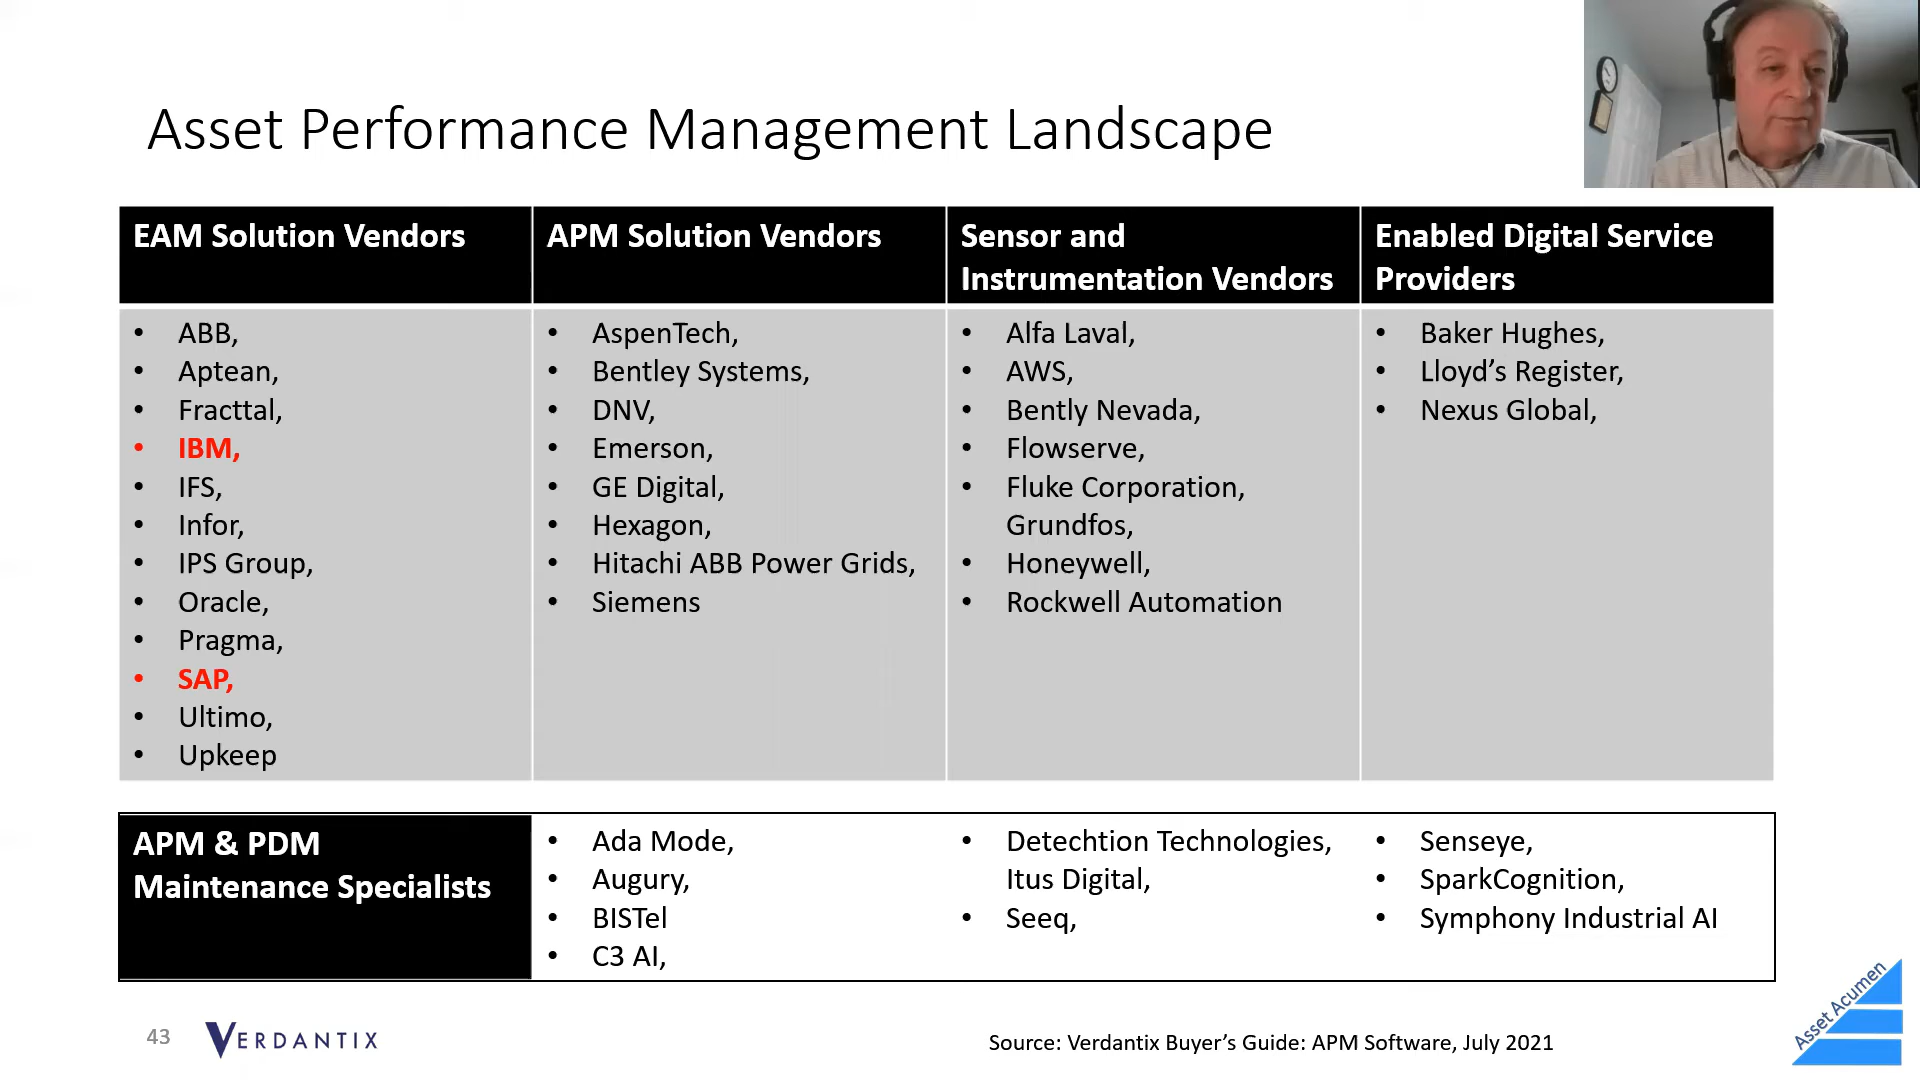 Asset Performance Management Landscape
EAM Solution Vendors
APM Solution Vendors
Sensor and
Instrumentation Vendors
Enabled Digital Service
Providers
• ABB,
• Aptean,
• Fracttal,
• IBM,
• IFS,
• Infor,
• IPS Group,
• Oracle,
• Pragma,
• SAP,
• Ultimo,
• Upkeep
• AspenTech,
• Bentley Systems,
• DNV,
• Emerson,
• GE Digital,
• Hexagon,
• Hitachi ABB Power Grids,
• Siemens
• Alfa Laval,
• AWS,
• Bently Nevada,
• Flowserve,
• Fluke Corporation,
Grundfos,
• Honeywell,
• Rockwell Automation
• Baker Hughes,
• Lloyd’s Register,
• Nexus Global,
APM & PDM
Maintenance Specialists
• Ada Mode,
• Augury,
• BISTel
• C3 AI,
• Detechtion Technologies,
Itus Digital,
• Seeq,
• Senseye,
• SparkCognition,
• Symphony Industrial AI
43
VERDANTIX
Source: Verdantix Buyer’s Guide: APM Software, July 2021
Asset Acumen